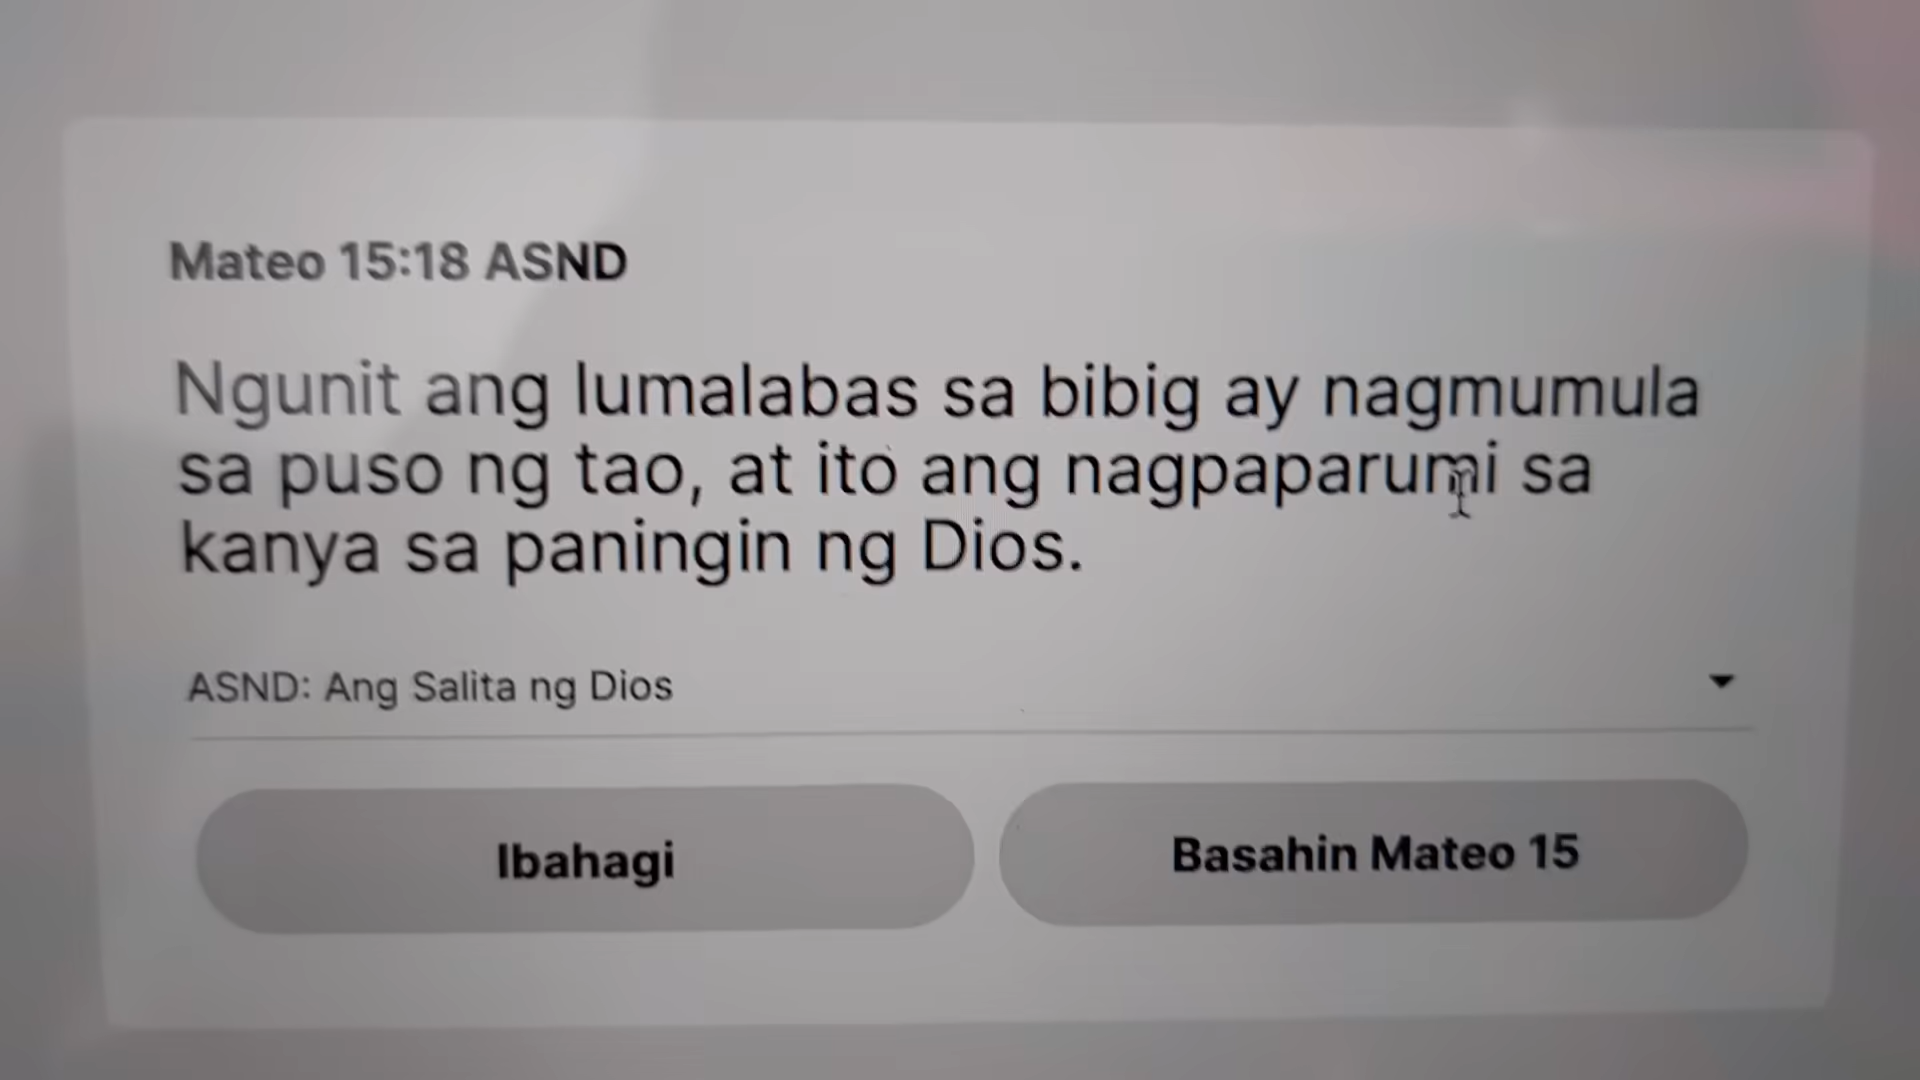 Mateo 15:18 ASND
Ngunit ang lumalabas sa bibig ay nagmumula
sa puso ng tao, at ito ang nagpaparumi sa
kanya sa paningin ng Dios.
ASND: Ang Salita ng Dios
Ibahagi
Basahin Mateo 15